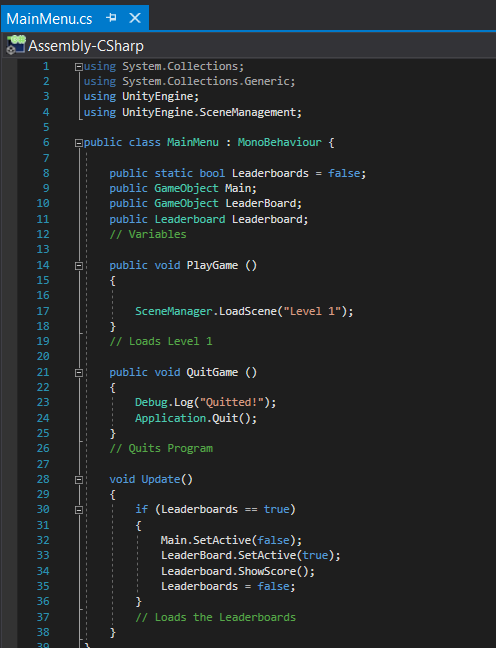 MainMenu.cs
Assembly-CSharp
1 using System.Collections;
2 using System.Collections.Generic;
3 using UnityEngine;
4 using UnityEngine.SceneManagement;
5
6 public class MainMenu : MonoBehaviour {
7
8 public static bool Leaderboards = false;
9 public GameObject Main;
10 public GameObject LeaderBoard;
11 public Leaderboard Leaderboard;
12 // Variables
13
14 public void PlayGame ()
15 {
16
17 SceneManager.LoadScene("Level 1");
18 }
19 // Loads Level 1
20
21 public void QuitGame ()
22 {
23 Debug.Log("Quitted!");
24 Application.Quit();
25 }
26 // Quits Program
27
28 void Update()
29 {
30 if (Leaderboards == true)
31 {
32 Main.SetActive(false);
33 LeaderBoard.SetActive(true);
34 Leaderboard.ShowScore();
35 Leaderboards = false;
36 }
37 // Loads the Leaderboards
38 }
39 }